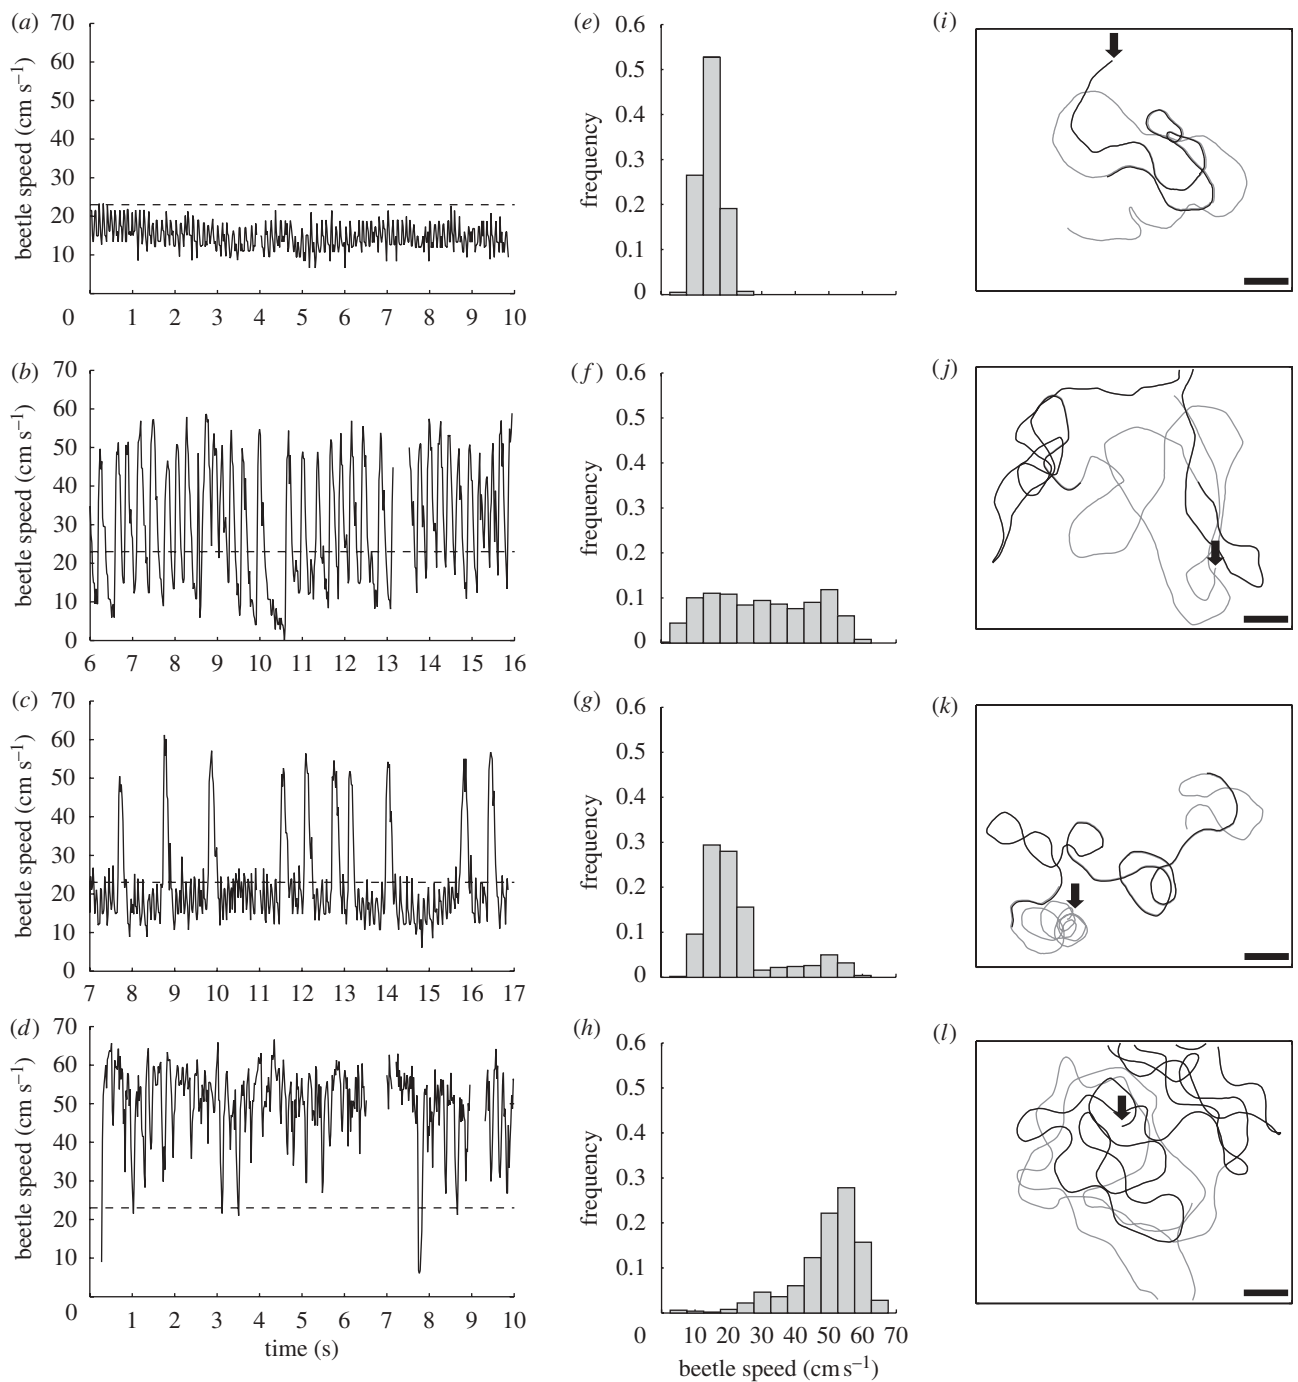 (a)
70
60
50
40
30
20
10
beetle speed (cm s−1)
0 1 2 3 4 5 6 7 8 9 10
(e)
0.6
0.5
0.4
0.3
0.2
0.1
0
frequency
(i)
(b)
70
60
50
40
30
20
10
0
beetle speed (cm s−1)
6 7 8 9 10 11 12 13 14 15 16
(f)
0.6
0.5
0.4
0.3
0.2
0.1
0
frequency
(j)
(c)
70
60
50
40
30
20
10
0
beetle speed (cm s−1)
7 8 9 10 11 12 13 14 15 16 17
(g)
0.6
0.5
0.4
0.3
0.2
0.1
0
frequency
(k)
(d)
70
60
50
40
30
20
10
beetle speed (cm s−1)
0 1 2 3 4 5 6 7 8 9 10
time (s)
(h)
0.6
0.5
0.4
0.3
0.2
0.1
frequency
0 10 20 30 40 50 60 70
beetle speed (cm s−1)
(l)